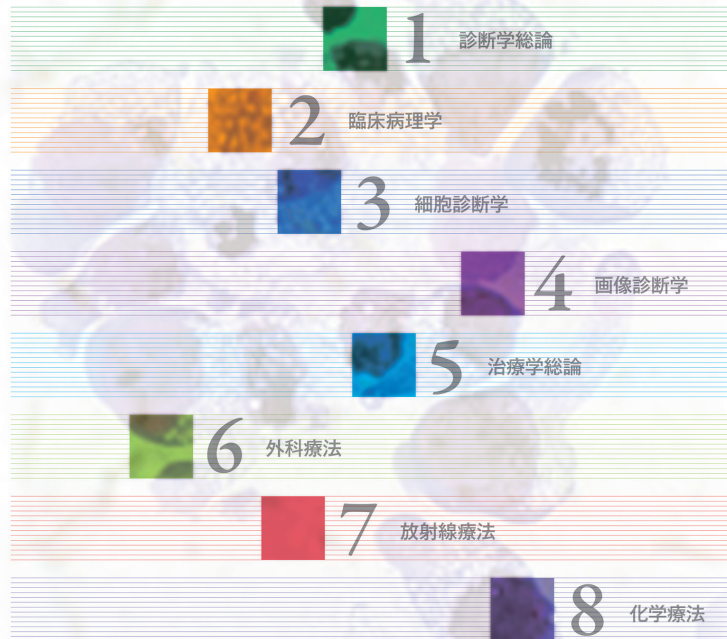 1 診断学総論
2 臨床病理学
3 細胞診断学
4 画像診断学
5 治療学総論
6 外科療法
7 放射線療法
8 化学療法